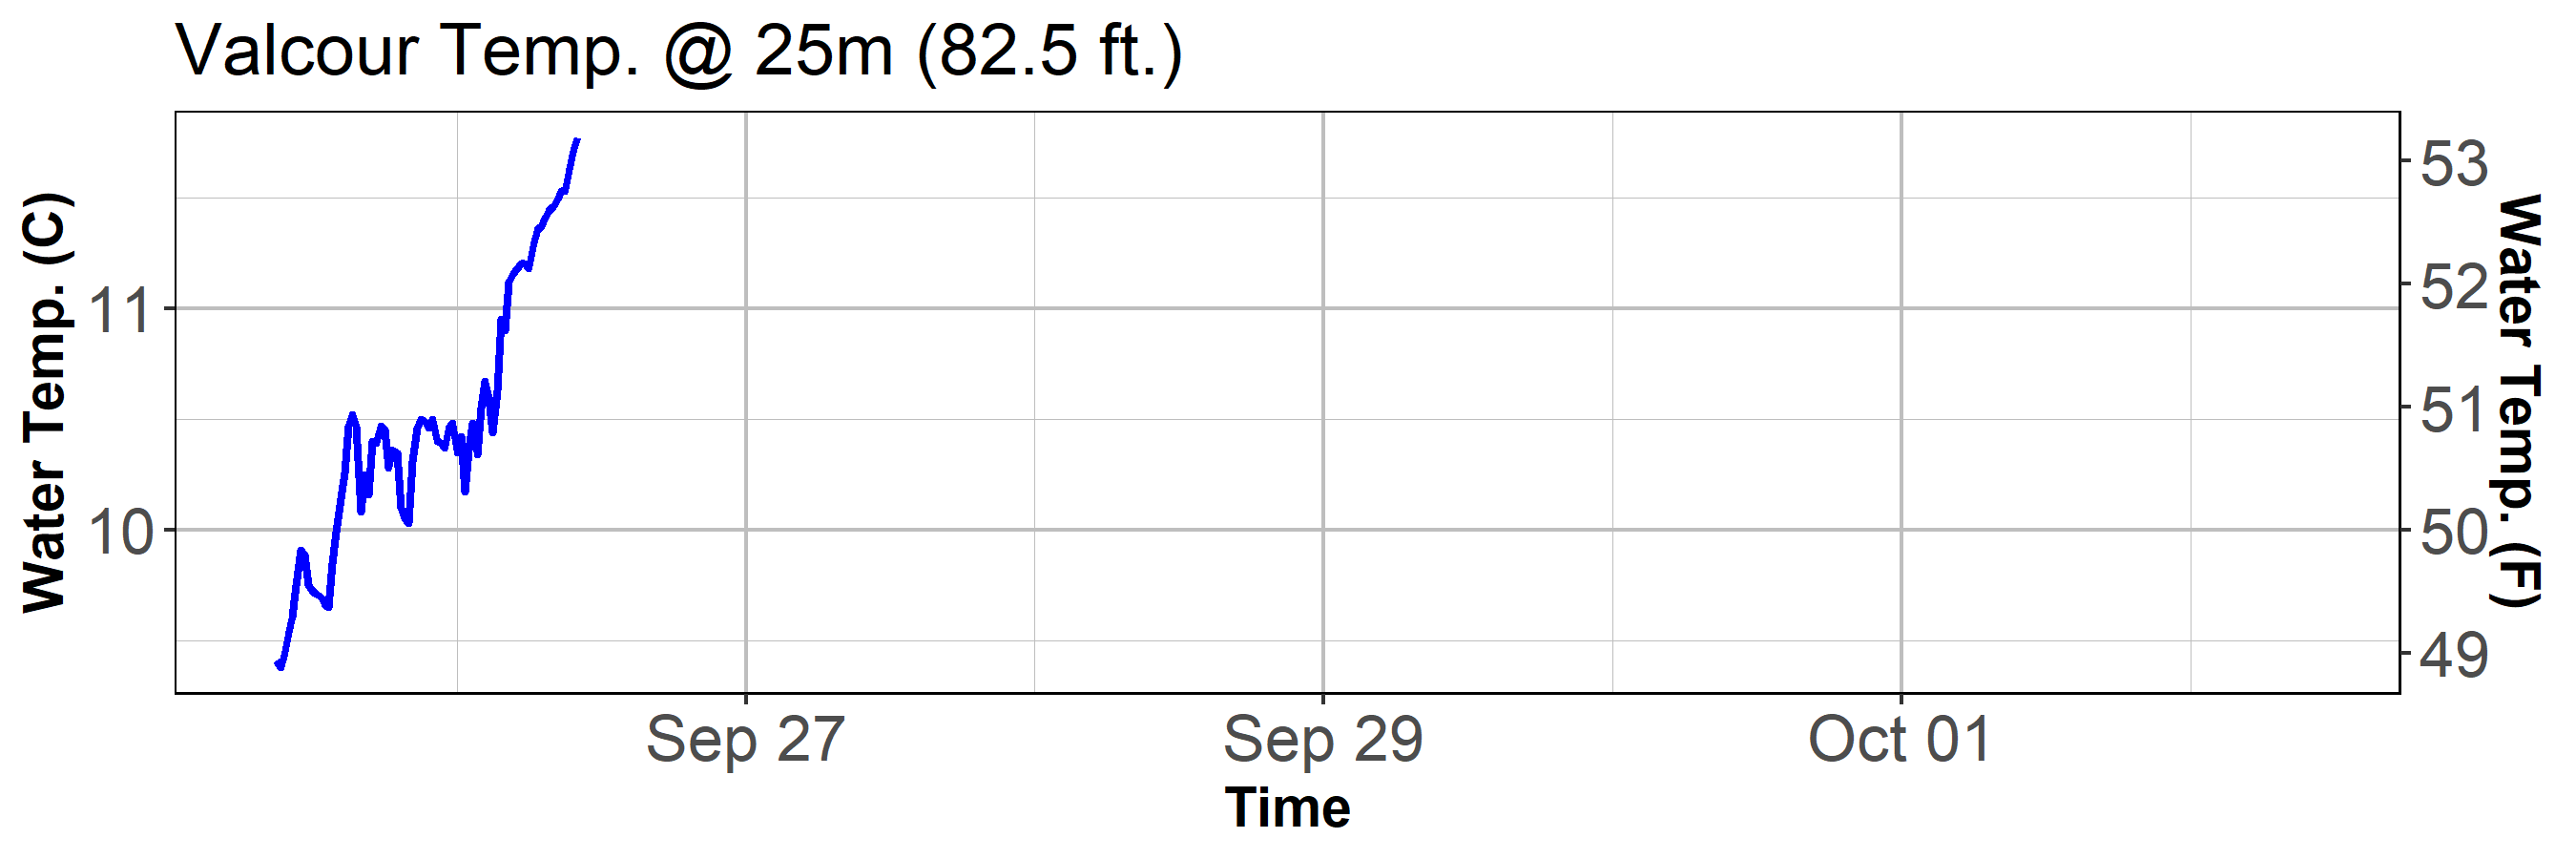 Valcour Temp. @ 25m (82.5 ft.)
Water Temp. (C)
11
10
53
52
51
50
49
Water Temp. (F)
Sep 27
Sep 29
Oct 01
Time